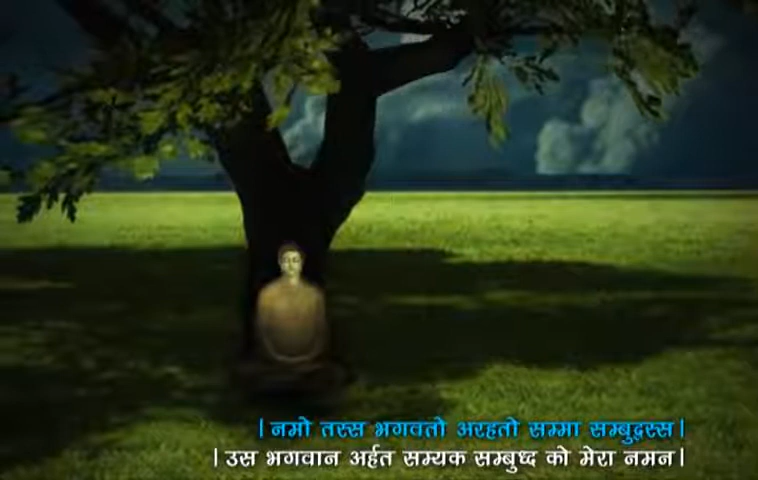 |नमो तस्स भगवतो अरहतो सम्मा सम्बुद्धस्स|
|उस भगवान अर्हत सम्यक सम्बुध्द को मेरा नमन|